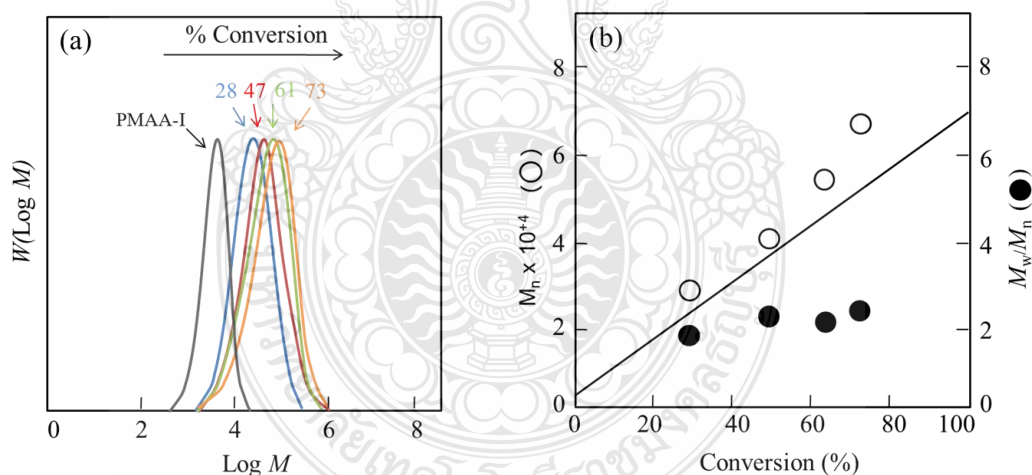 (a)
% Conversion
28 47 61 73
PMAA-I
W(Log M)
0 2 4 6 8
Log M
(b)
8
6
4
2
0
Mn x 10+4 (○)
8
6
4
2
0
Mw/Mn (●)
0 20 40 60 80 100
Conversion (%)